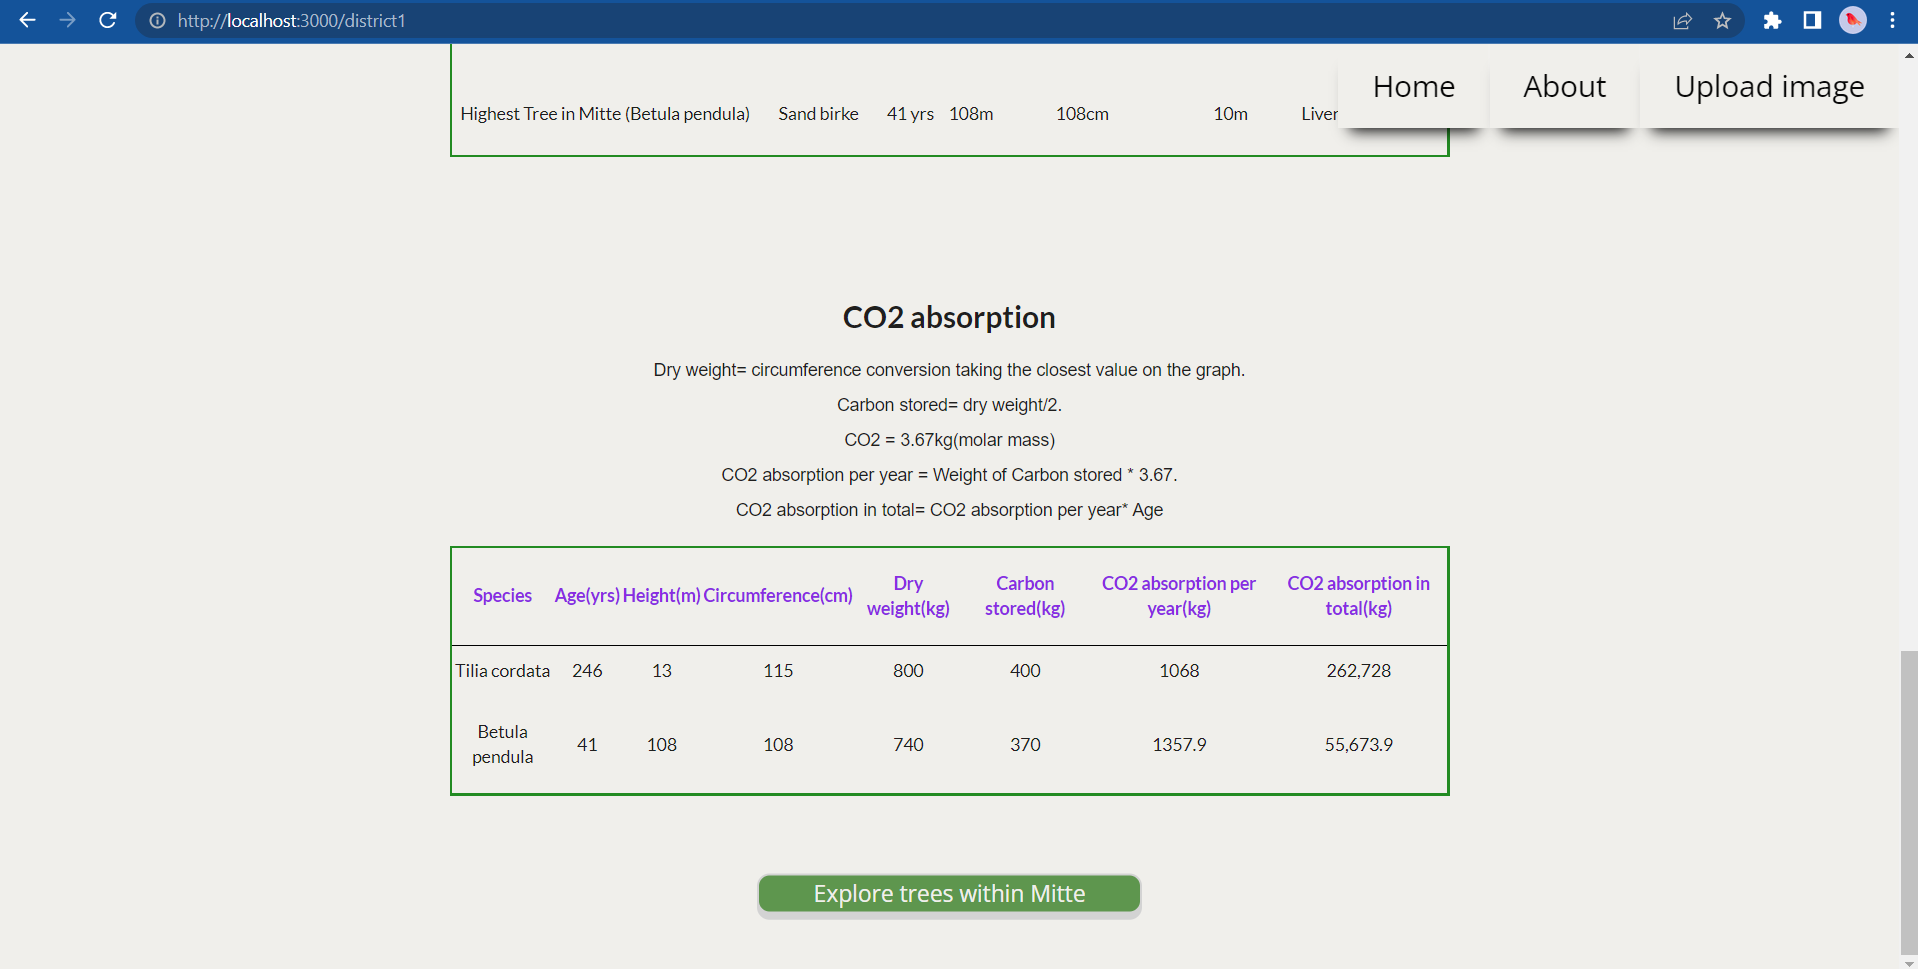 http://localhost:3000/district1
Home About Upload image
Highest Tree in Mitte (Betula pendula) Sand birke 41 yrs 108m 108cm 10m Liver
CO2 absorption
Dry weight= circumference conversion taking the closest value on the graph.
Carbon stored= dry weight/2.
CO2 = 3.67kg(molar mass)
CO2 absorption per year = Weight of Carbon stored * 3.67.
CO2 absorption in total= CO2 absorption per year* Age
Species Age(yrs) Height(m) Circumference(cm) Dry weight(kg) Carbon stored(kg) CO2 absorption per year(kg) CO2 absorption in total(kg)
Tilia cordata 246 13 115 800 400 1068 262,728
Betula pendula 41 108 108 740 370 1357.9 55,673.9
Explore trees within Mitte